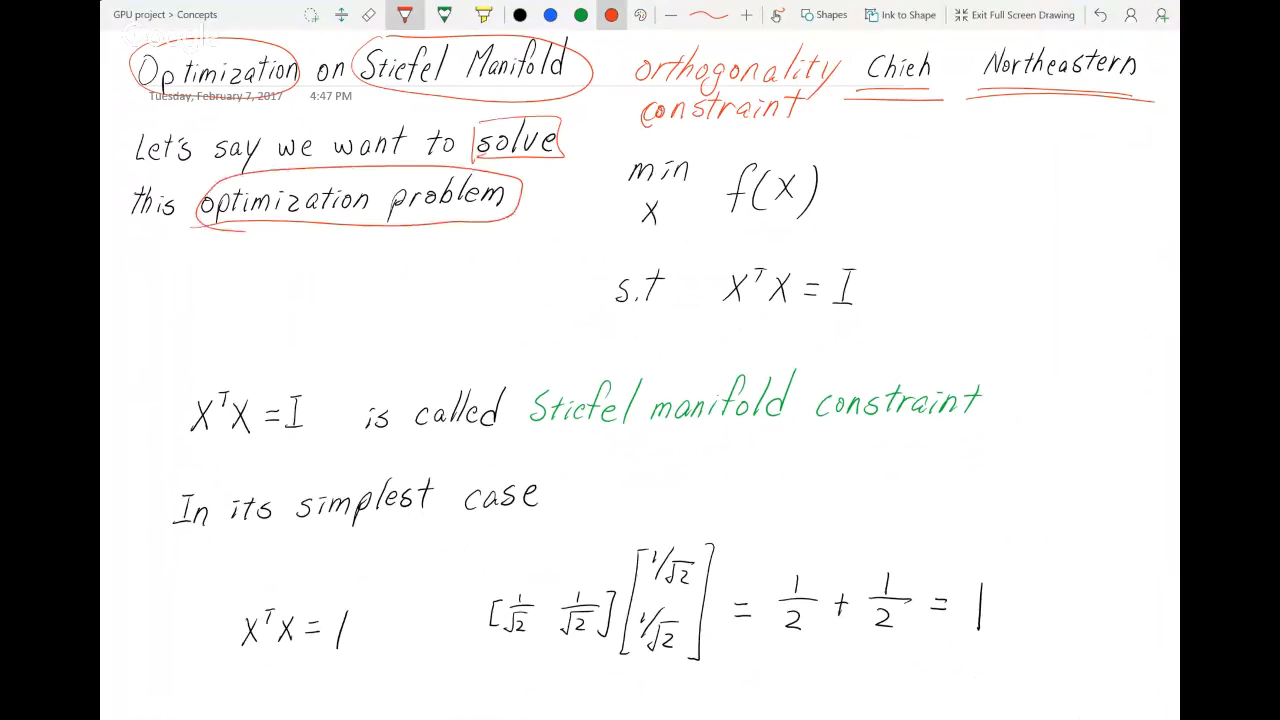 GPU project > Concepts
Shapes
Ink to Shape
Exit Full Screen Drawing
Google
Optimization on Stiefel Manifold
orthogonality constraint
Chieh
Northeastern
Tuesday, February 7, 2017 4:47 PM
Let's say we want to solve
this optimization problem
min f(X)
X
s.t X^T X = I
X^T X = I is called Stiefel manifold constraint
In its simplest case
X^T X = 1
[1/√2 1/√2] [1/√2 1/√2] = 1/2 + 1/2 = 1